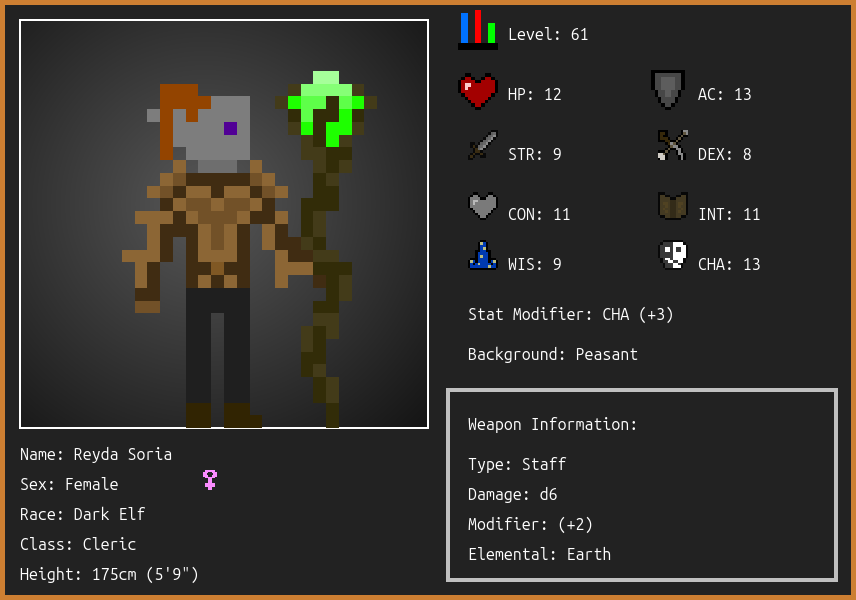 Level: 61
HP: 12
AC: 13
STR: 9
DEX: 8
CON: 11
INT: 11
WIS: 9
CHA: 13
Stat Modifier: CHA (+3)
Background: Peasant
Weapon Information:
Type: Staff
Damage: d6
Modifier: (+2)
Elemental: Earth
Name: Reyda Soria
Sex: Female
Race: Dark Elf
Class: Cleric
Height: 175cm (5'9")